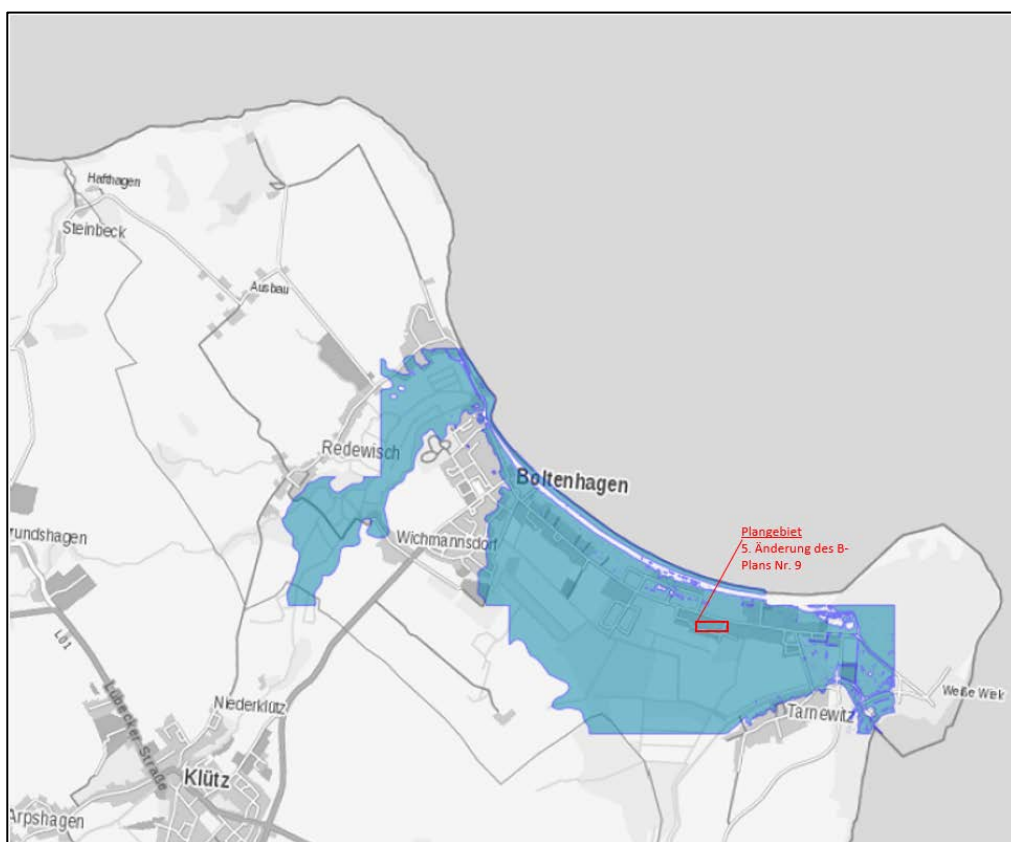 Hafthagen
Steinbeck
Ausbau
Redewisch
Boltenhagen
rundshagen
Wichmannsdorf
Plangebiet
5. Änderung des B-
Plans Nr. 9
L01
Lübecker Straße
Niederklütz
Tarnewitz
Weiße Wiek
Klütz
Arpshagen